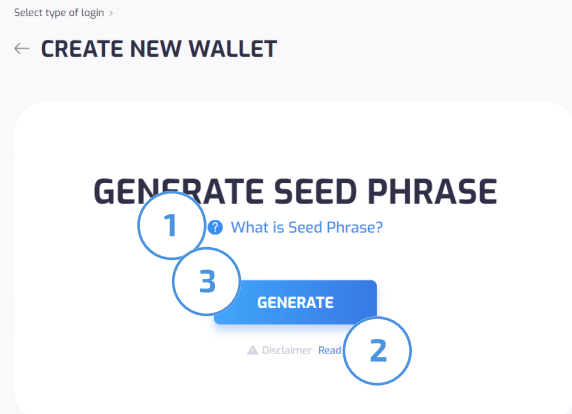 Select type of login >
← CREATE NEW WALLET
GENERATE SEED PHRASE
1
? What is Seed Phrase?
3
GENERATE
Disclaimer Read
2